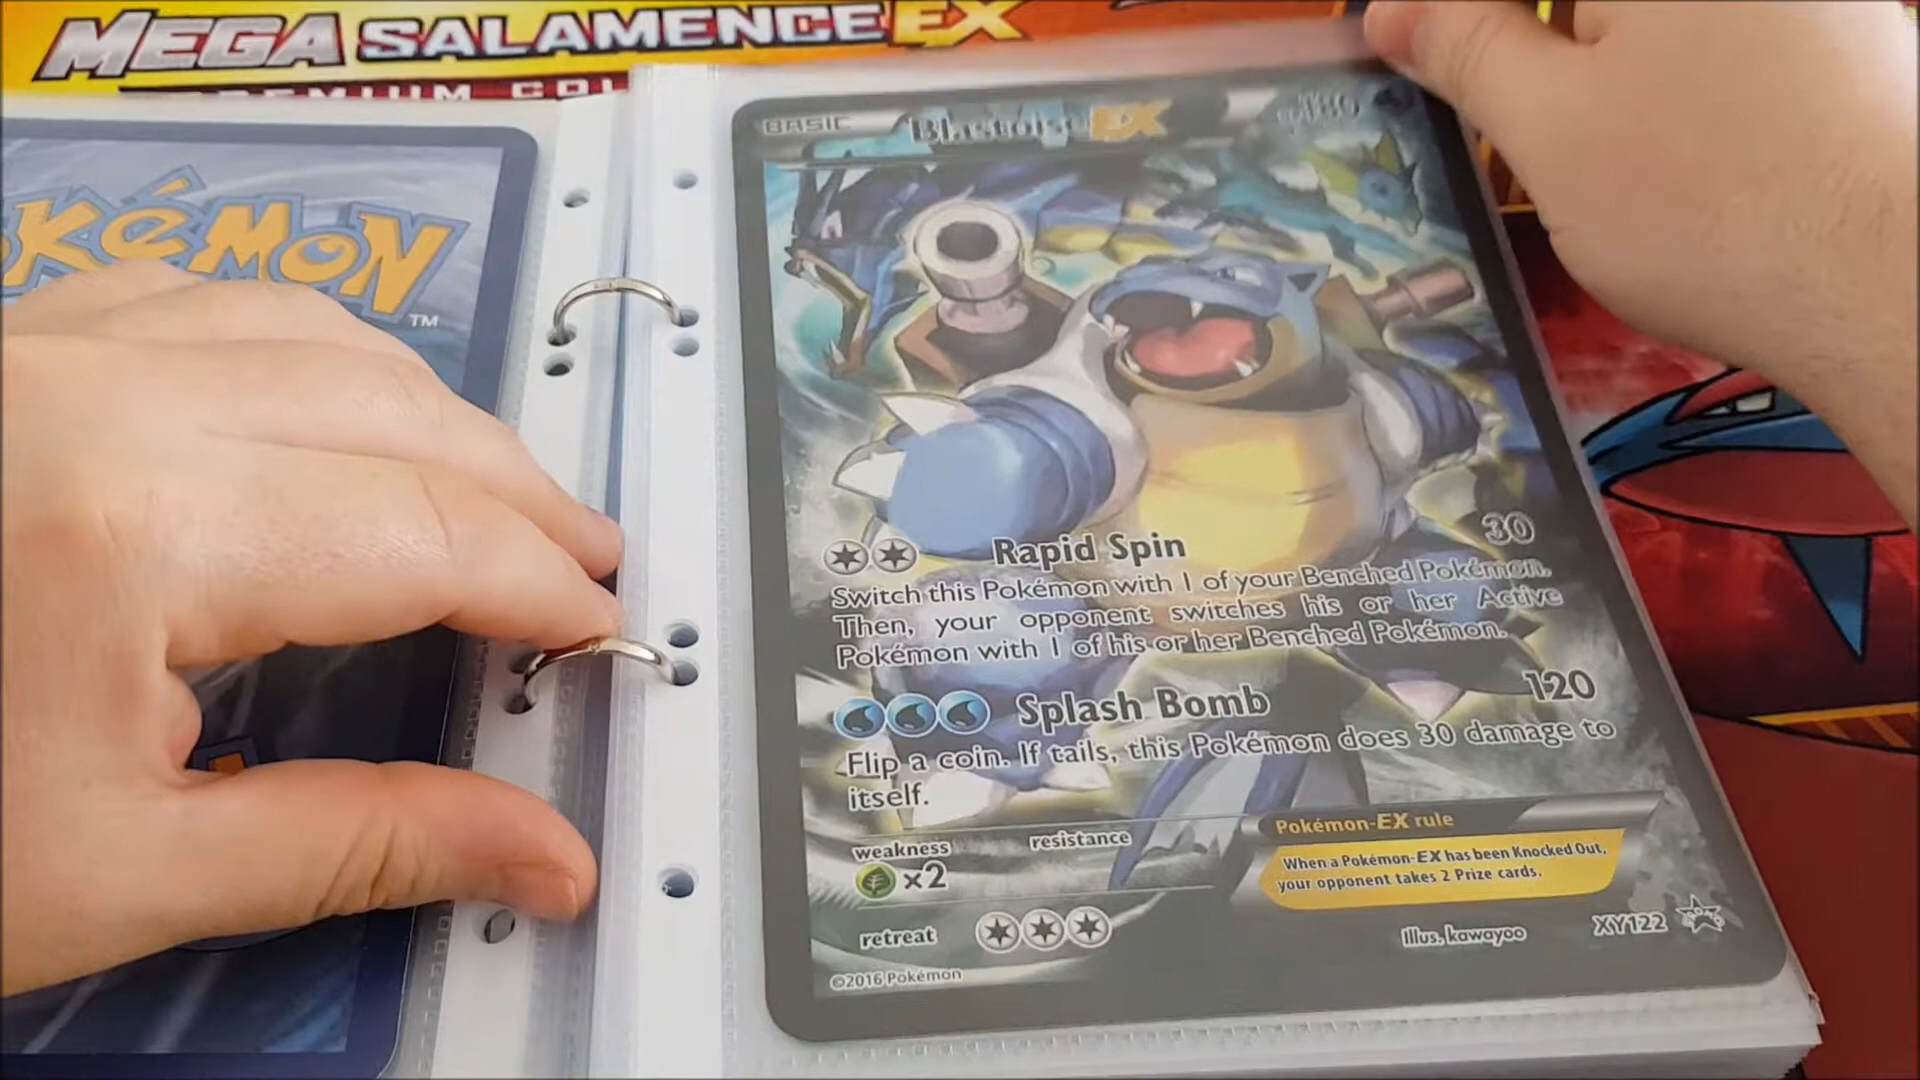 MEGA SALAMENCE EX
PREMIUM COL
BASIC
Blastoise EX
180
OKéMON
TM
Rapid Spin
30
Switch this Pokémon with 1 of your Benched Pokémon.
Then, your opponent switches his or her Active
Pokémon with 1 of his or her Benched Pokémon.
Splash Bomb
120
Flip a coin. If tails, this Pokémon does 30 damage to
itself.
weakness
resistance
×2
Pokémon-EX rule
When a Pokémon-EX has been Knocked Out,
your opponent takes 2 Prize cards.
retreat
Illus. kawayoo
XY122
©2016 Pokémon